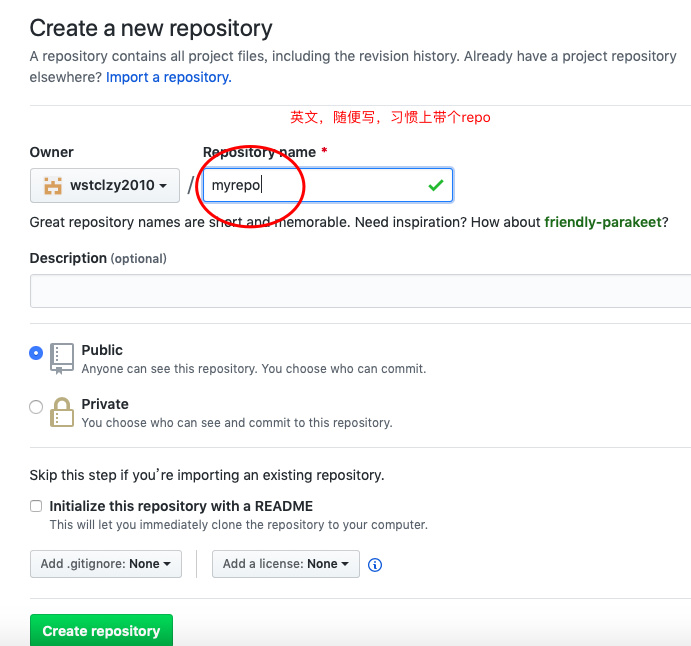 Create a new repository
A repository contains all project files, including the revision history. Already have a project repository
elsewhere? Import a repository.
英文，随便写，习惯上带个repo
Owner
Repository name *
wstclzy2010
/
myrepo
Great repository names are short and memorable. Need inspiration? How about friendly-parakeet?
Description (optional)
Public
Anyone can see this repository. You choose who can commit.
Private
You choose who can see and commit to this repository.
Skip this step if you’re importing an existing repository.
Initialize this repository with a README
This will let you immediately clone the repository to your computer.
Add .gitignore: None
Add a license: None
Create repository